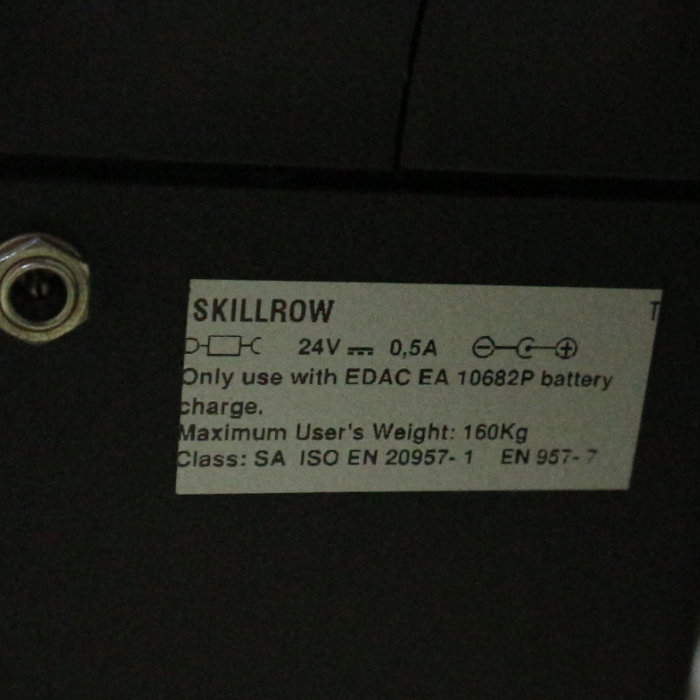 SKILLROW T
24V 0,5A
Only use with EDAC EA 10682P battery
charge.
Maximum User's Weight: 160Kg
Class: SA ISO EN 20957- 1 EN 957- 7